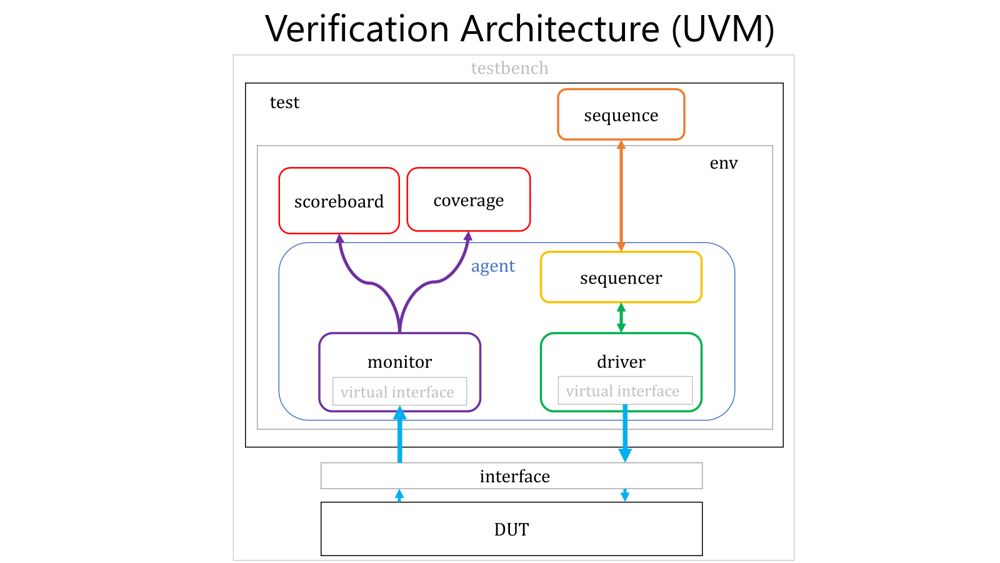 Verification Architecture (UVM)
testbench
test
sequence
env
scoreboard
coverage
agent
sequencer
monitor
virtual interface
driver
virtual interface
interface
DUT